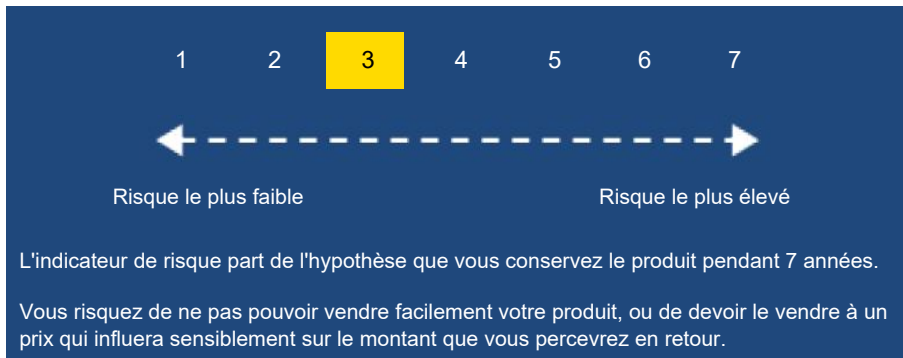 1 2 3 4 5 6 7
Risque le plus faible Risque le plus élevé
L'indicateur de risque part de l'hypothèse que vous conservez le produit pendant 7 années.
Vous risquez de ne pas pouvoir vendre facilement votre produit, ou de devoir le vendre à un
prix qui influera sensiblement sur le montant que vous percevrez en retour.